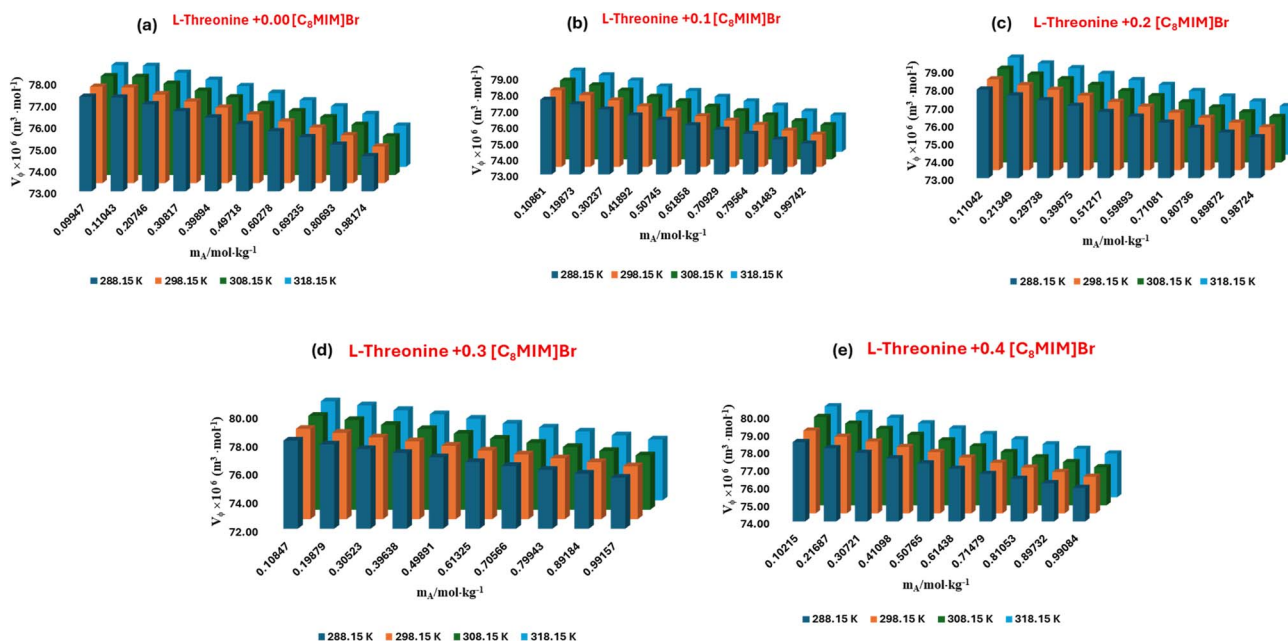 (a) L-Threonine +0.00 [C₈MIM]Br
V_ϕ ×10⁶ (m³ ·mol⁻¹)
78.00
77.00
76.00
75.00
74.00
73.00
0.09947 0.11043 0.20746 0.30817 0.39894 0.49718 0.60278 0.69235 0.80693 0.98174
m_A/mol·kg⁻¹
288.15 K 298.15 K 308.15 K 318.15 K
(b) L-Threonine +0.1 [C₈MIM]Br
V_ϕ ×10⁶ (m³ ·mol⁻¹)
79.00
78.00
77.00
76.00
75.00
74.00
73.00
0.10861 0.19873 0.30237 0.41892 0.50745 0.61858 0.70929 0.79564 0.91483 0.99742
m_A/mol·kg⁻¹
288.15 K 298.15 K 308.15 K 318.15 K
(c) L-Threonine +0.2 [C₈MIM]Br
V_ϕ ×10⁶ (m³ ·mol⁻¹)
79.00
78.00
77.00
76.00
75.00
74.00
73.00
0.11042 0.21349 0.29738 0.39875 0.51217 0.59893 0.71081 0.80736 0.89872 0.98724
m_A/mol·kg⁻¹
288.15 K 298.15 K 308.15 K 318.15 K
(d) L-Threonine +0.3 [C₈MIM]Br
V_ϕ ×10⁶ (m³ ·mol⁻¹)
80.00
78.00
76.00
74.00
72.00
0.10847 0.19879 0.30523 0.39638 0.49891 0.61325 0.70566 0.79943 0.89184 0.99157
m_A/mol·kg⁻¹
288.15 K 298.15 K 308.15 K 318.15 K
(e) L-Threonine +0.4 [C₈MIM]Br
V_ϕ ×10⁶ (m³ ·mol⁻¹)
80.00
79.00
78.00
77.00
76.00
75.00
74.00
0.10215 0.21687 0.30721 0.41098 0.50765 0.61438 0.71479 0.81053 0.89732 0.99084
m_A/mol·kg⁻¹
288.15 K 298.15 K 308.15 K 318.15 K